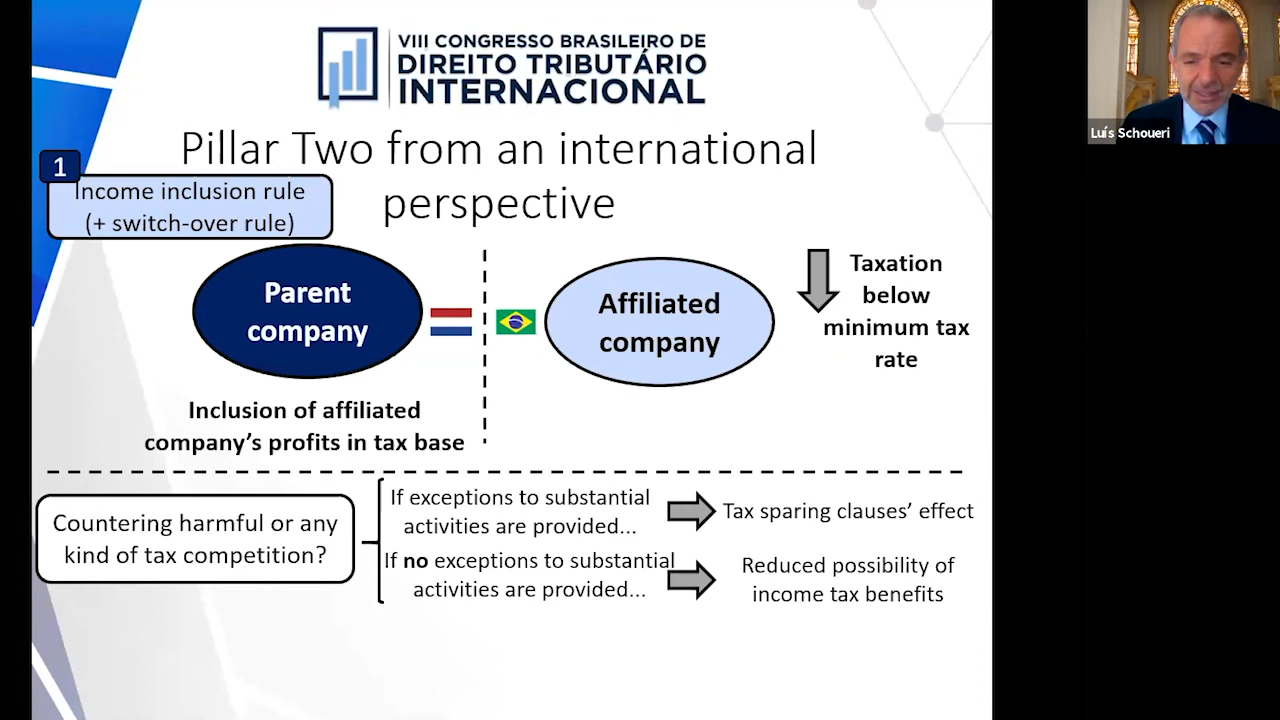 VIII CONGRESSO BRASILEIRO DE
DIREITO TRIBUTÁRIO
INTERNACIONAL
Luís Schoueri
Pillar Two from an international
perspective
1
Income inclusion rule
(+ switch-over rule)
Parent
company
Affiliated
company
Taxation
below
minimum tax
rate
Inclusion of affiliated
company’s profits in tax base
Countering harmful or any
kind of tax competition?
If exceptions to substantial
activities are provided...
Tax sparing clauses’ effect
If no exceptions to substantial
activities are provided...
Reduced possibility of
income tax benefits